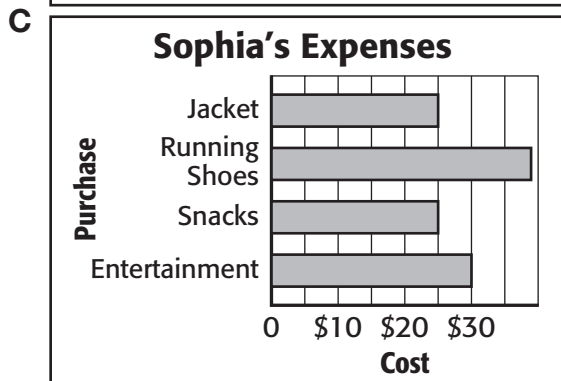 C
Sophia's Expenses
Purchase
Jacket
Running
Shoes
Snacks
Entertainment
0 $10 $20 $30
Cost